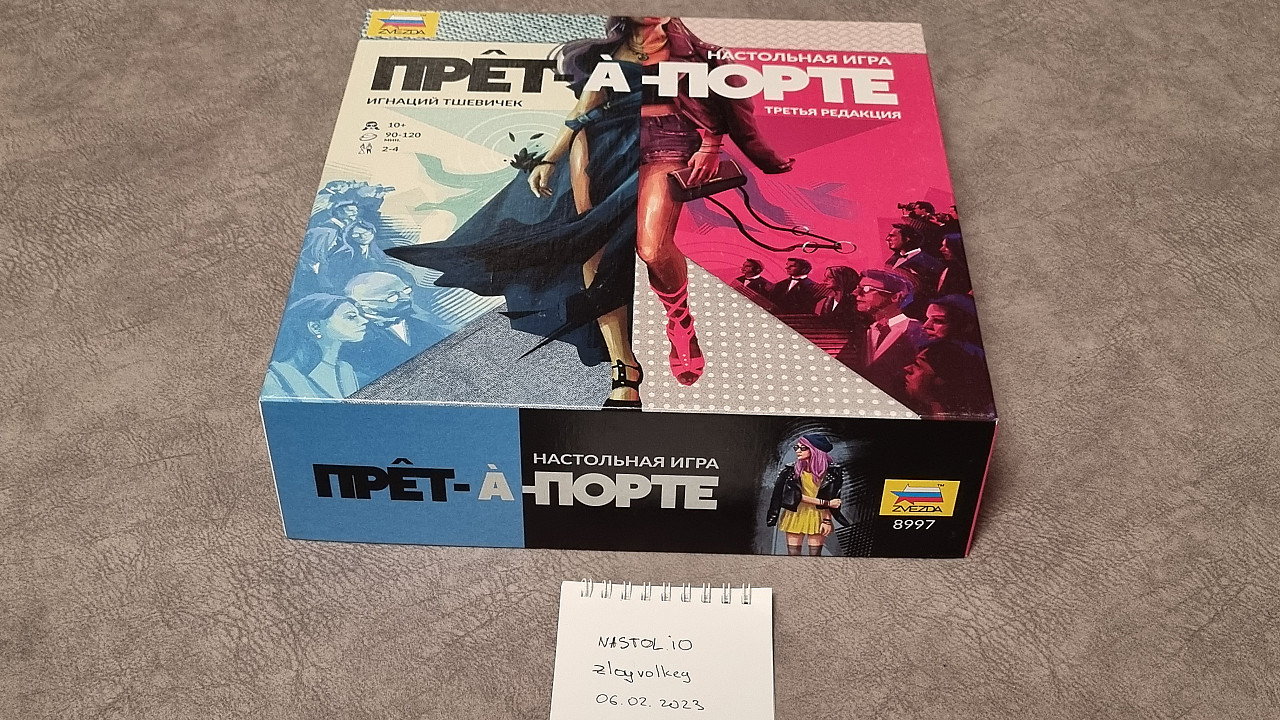 ZVEZDA
НАСТОЛЬНАЯ ИГРА
ПРÊТ-À-ПОРТЕ
ИГНАЦИЙ ТШЕВИЧЕК
ТРЕТЬЯ РЕДАКЦИЯ
10+
90-120
МИН.
2-4
НАСТОЛЬНАЯ ИГРА
ПРÊТ-À-ПОРТЕ
ZVEZDA
8997
NASTOL.IO
zloyvolkeg
06.02.2023